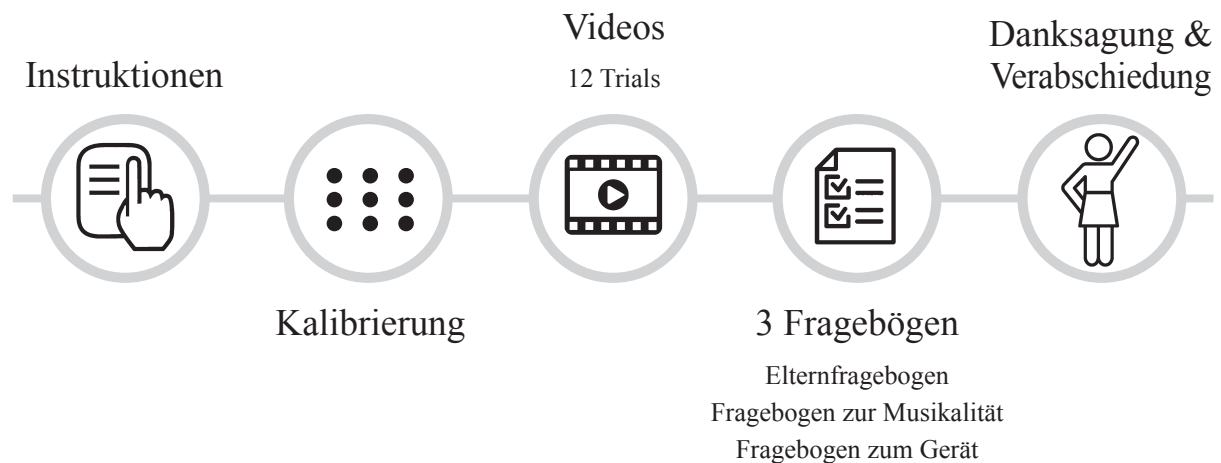 Instruktionen
Kalibrierung
Videos
12 Trials
3 Fragebögen
Elternfragebogen
Fragebogen zur Musikalität
Fragebogen zum Gerät
Danksagung &
Verabschiedung